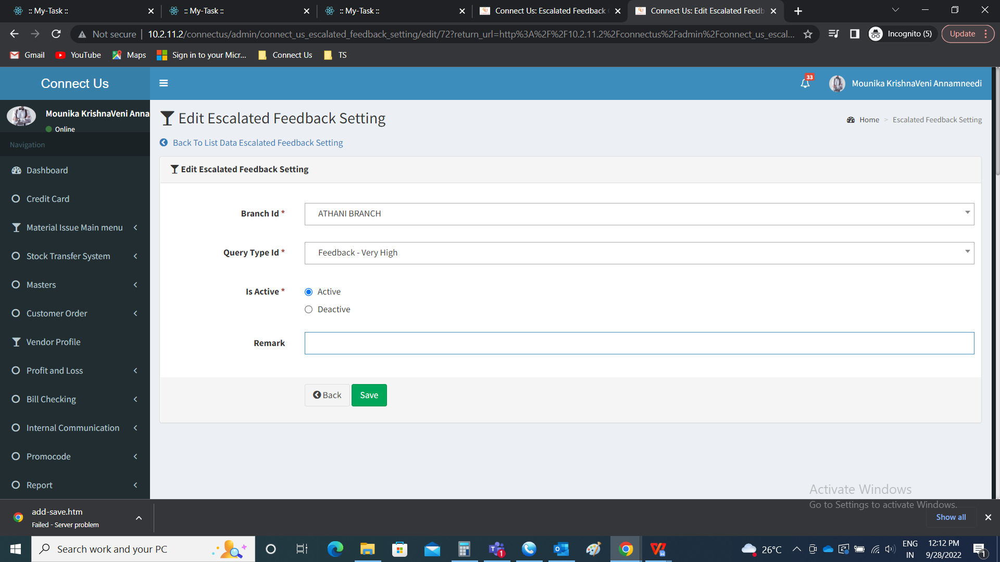 :: My-Task ::
:: My-Task ::
:: My-Task ::
Connect Us: Escalated Feedback
Connect Us: Edit Escalated Feedb
Not secure
10.2.11.2/connectus/admin/connect_us_escalated_feedback_setting/edit/72?return_url=http%3A%2F%2F10.2.11.2%2Fconnectus%2Fadmin%2Fconnect_us_escal...
Incognito (5)
Update
Gmail
YouTube
Maps
Sign in to your Micr...
Connect Us
TS
Connect Us
33
Mounika KrishnaVeni Annamneedi
Mounika KrishnaVeni Anna
Online
Navigation
Dashboard
Credit Card
Material Issue Main menu
Stock Transfer System
Masters
Customer Order
Vendor Profile
Profit and Loss
Bill Checking
Internal Communication
Promocode
Report
Edit Escalated Feedback Setting
Home > Escalated Feedback Setting
Back To List Data Escalated Feedback Setting
Edit Escalated Feedback Setting
Branch Id *
ATHANI BRANCH
Query Type Id *
Feedback - Very High
Is Active *
Active
Deactive
Remark
Back
Save
Activate Windows
Go to Settings to activate Windows.
add-save.htm
Failed - Server problem
Show all
Search work and your PC
1
26°C
ENG
IN
12:12 PM
9/28/2022
1